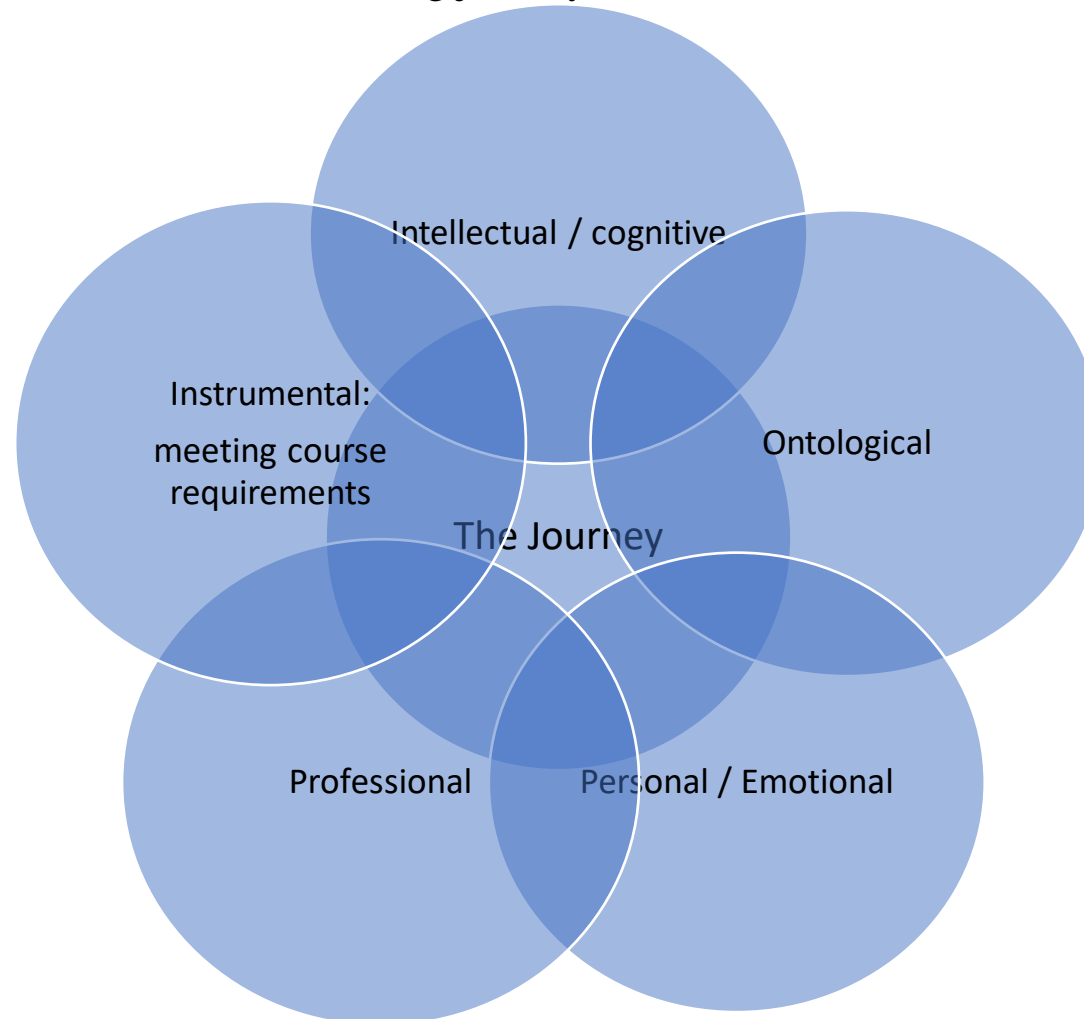 Intellectual / cognitive
Instrumental:
meeting course
requirements
Ontological
The Journey
Professional
Personal / Emotional